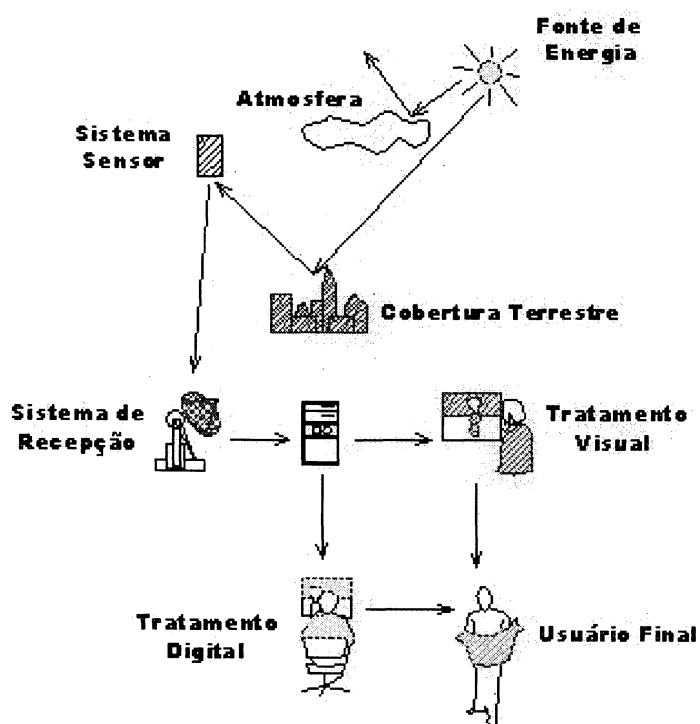 Fonte de
Energia
Atmosfera
Sistema
Sensor
Cobertura Terrestre
Sistema de
Recepção
Tratamento
Visual
Tratamento
Digital
Usuário Final